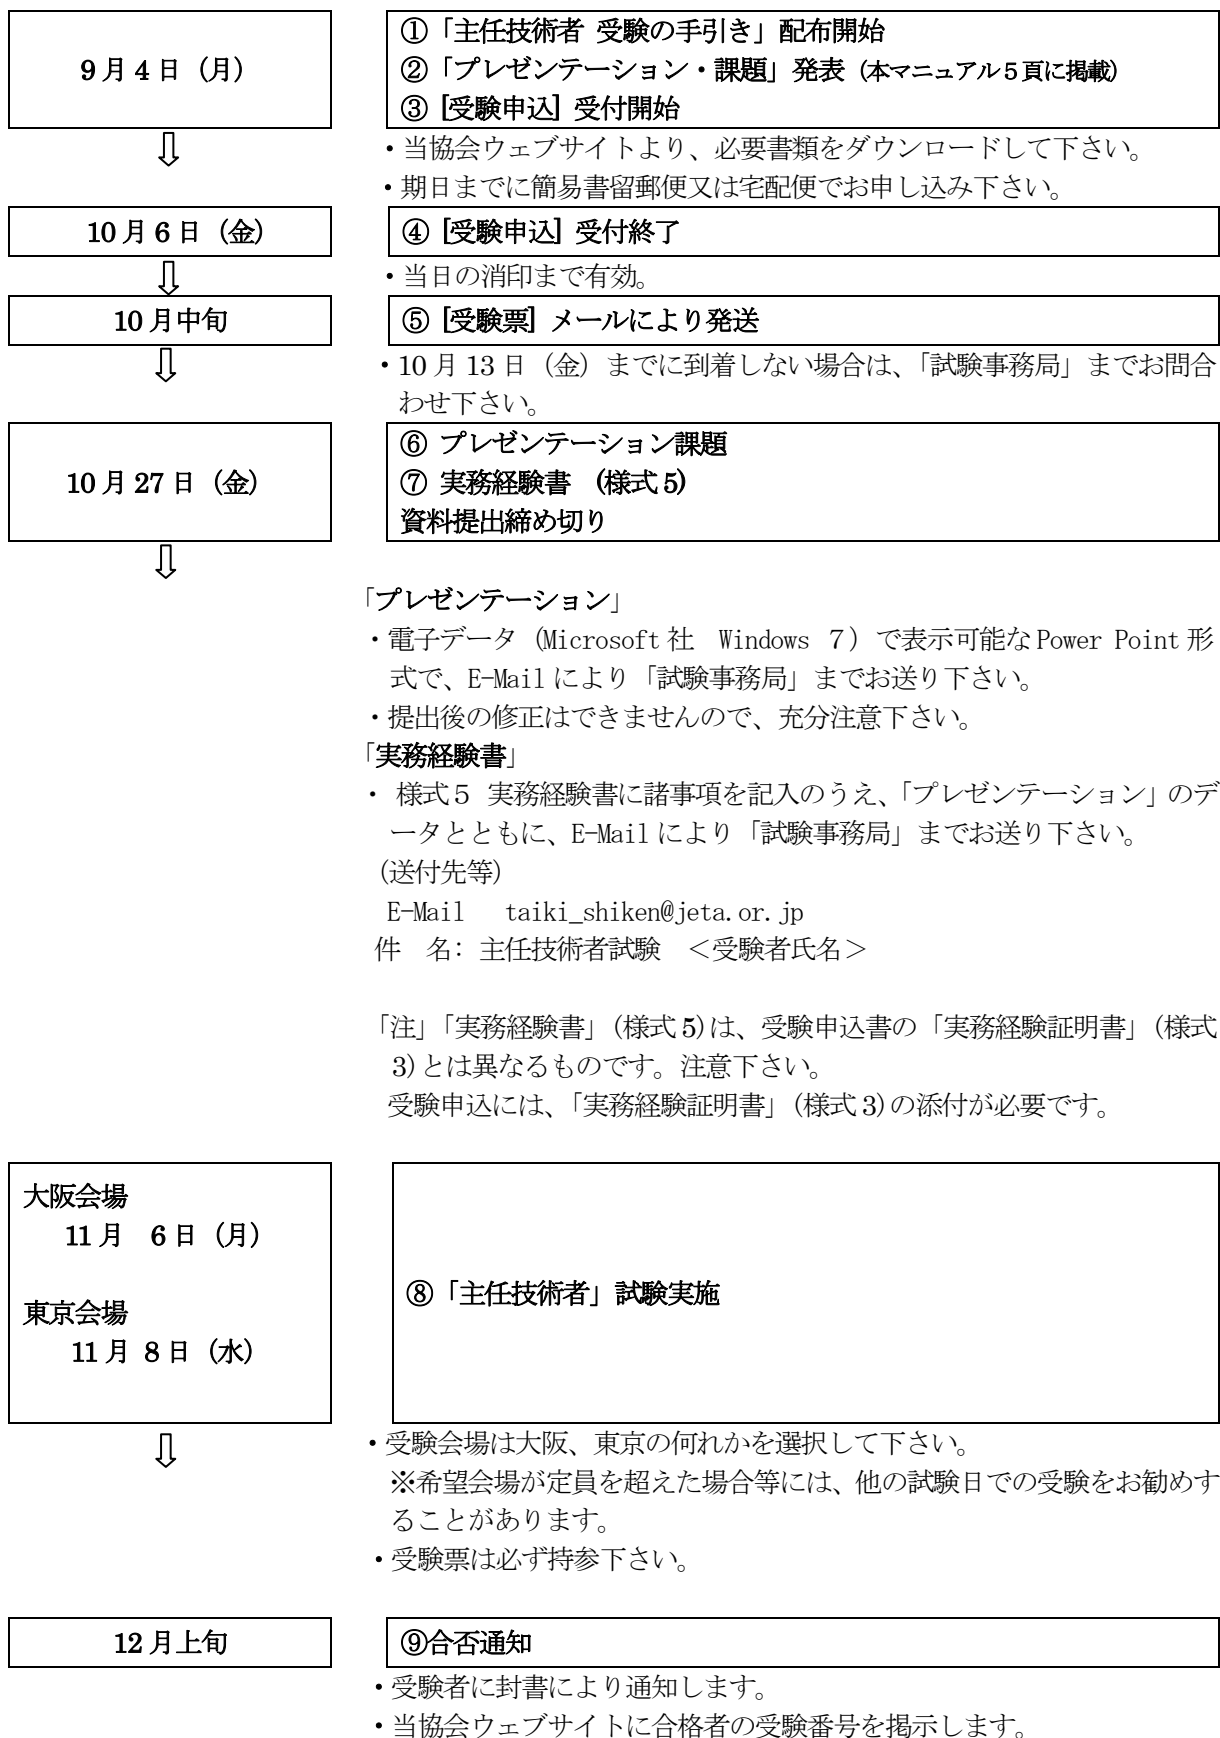 9月4日（月）
①「主任技術者 受験の手引き」配布開始
②「プレゼンテーション・課題」発表（本マニュアル５頁に掲載）
③［受験申込］受付開始
・当協会ウェブサイトより、必要書類をダウンロードして下さい。
・期日までに簡易書留郵便又は宅配便でお申し込み下さい。
10月6日（金）
④［受験申込］受付終了
・当日の消印まで有効。
10月中旬
⑤［受験票］メールにより発送
・10月13日（金）までに到着しない場合は、「試験事務局」までお問合
わせ下さい。
10月27日（金）
⑥ プレゼンテーション課題
⑦ 実務経験書　（様式5）
資料提出締め切り
「プレゼンテーション」
・電子データ（Microsoft社　Windows ７）で表示可能なPower Point形
式で、E-Mailにより「試験事務局」までお送り下さい。
・提出後の修正はできませんので、充分注意下さい。
「実務経験書」
・ 様式５ 実務経験書に諸事項を記入のうえ、「プレゼンテーション」のデ
ータとともに、E-Mailにより「試験事務局」までお送り下さい。
（送付先等）
E-Mail　taiki_shiken@jeta.or.jp
件　名：主任技術者試験　＜受験者氏名＞
「注」「実務経験書」（様式5）は、受験申込書の「実務経験証明書」（様式
3）とは異なるものです。注意下さい。
受験申込には、「実務経験証明書」（様式3）の添付が必要です。
大阪会場
11月　6日（月）
東京会場
11月 8日（水）
⑧「主任技術者」試験実施
・受験会場は大阪、東京の何れかを選択して下さい。
※希望会場が定員を超えた場合等には、他の試験日での受験をお勧めす
ることがあります。
・受験票は必ず持参下さい。
12月上旬
⑨合否通知
・受験者に封書により通知します。
・当協会ウェブサイトに合格者の受験番号を掲示します。